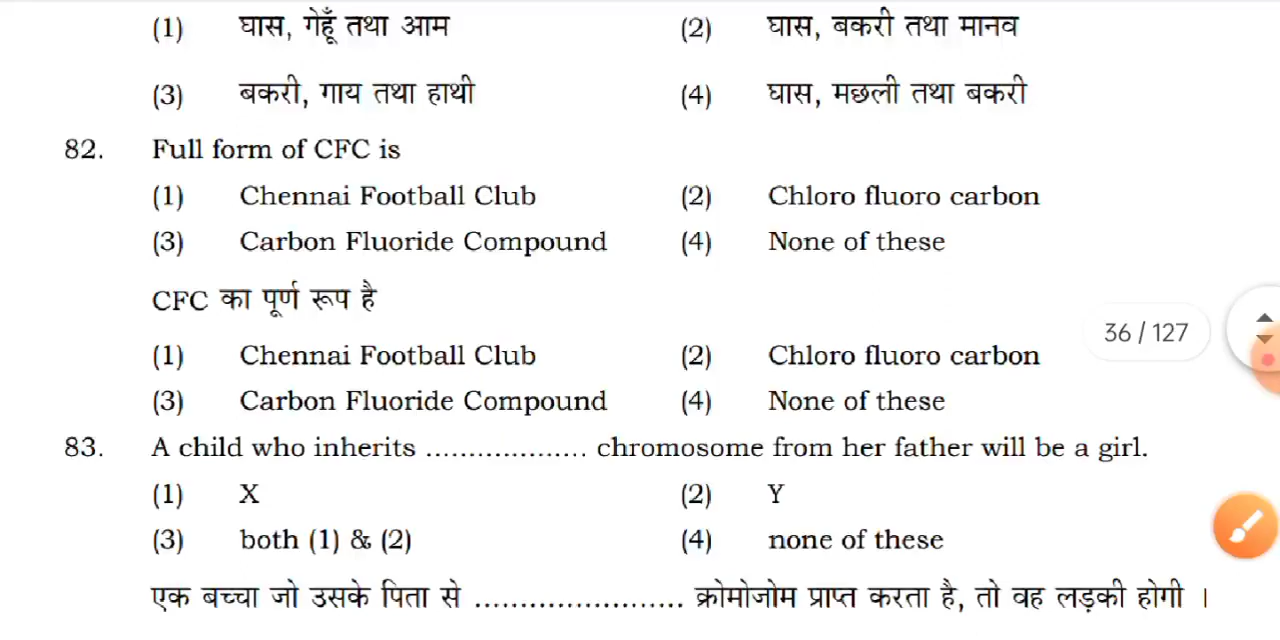 (1) घास, गेहूँ तथा आम (2) घास, बकरी तथा मानव
(3) बकरी, गाय तथा हाथी (4) घास, मछली तथा बकरी
82. Full form of CFC is
(1) Chennai Football Club (2) Chloro fluoro carbon
(3) Carbon Fluoride Compound (4) None of these
CFC का पूर्ण रूप है
36 / 127
(1) Chennai Football Club (2) Chloro fluoro carbon
(3) Carbon Fluoride Compound (4) None of these
83. A child who inherits ................... chromosome from her father will be a girl.
(1) X (2) Y
(3) both (1) & (2) (4) none of these
एक बच्चा जो उसके पिता से ......................... क्रोमोजोम प्राप्त करता है, तो वह लड़की होगी ।